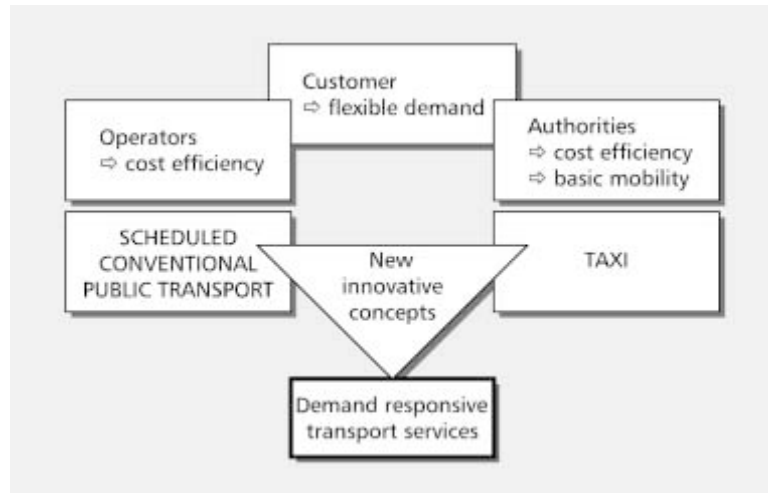 Customer
⇨ flexible demand
Operators
⇨ cost efficiency
Authorities
⇨ cost efficiency
⇨ basic mobility
SCHEDULED
CONVENTIONAL
PUBLIC TRANSPORT
New
innovative
concepts
TAXI
Demand responsive
transport services